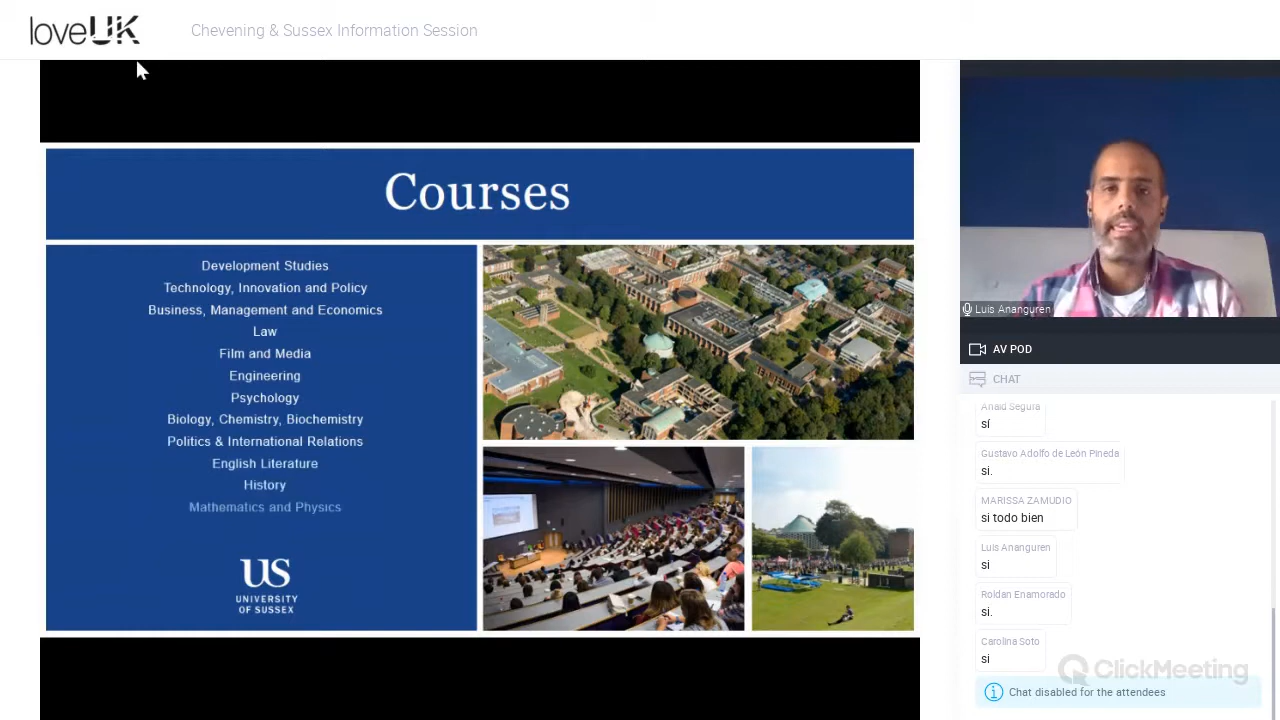 loveUK
Chevening & Sussex Information Session
Courses
Development Studies
Technology, Innovation and Policy
Business, Management and Economics
Law
Film and Media
Engineering
Psychology
Biology, Chemistry, Biochemistry
Politics & International Relations
English Literature
History
Mathematics and Physics
US
UNIVERSITY
OF SUSSEX
Luis Ananguren
AV POD
CHAT
Anaid Segura
sí
Gustavo Adolfo de León Pineda
si.
MARISSA ZAMUDIO
si todo bien
Luis Ananguren
si
Roldan Enamorado
si.
Carolina Soto
si
ClickMeeting
Chat disabled for the attendees